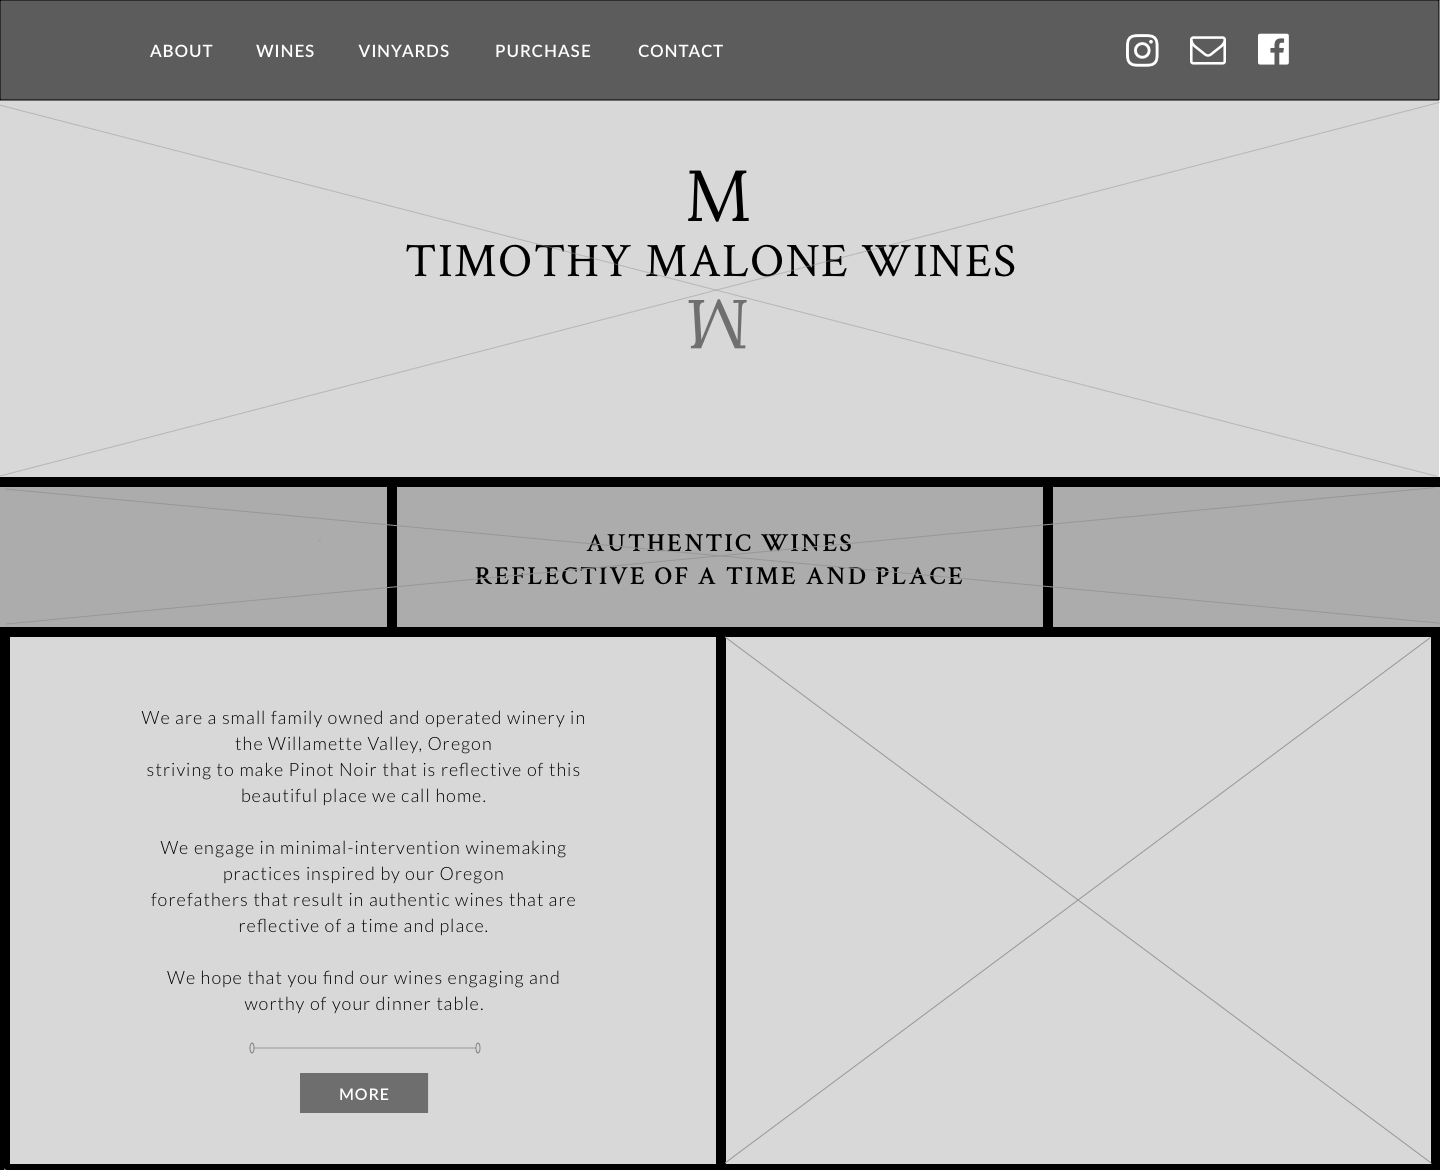 ABOUT WINES VINYARDS PURCHASE CONTACT
M
TIMOTHY MALONE WINES
M
AUTHENTIC WINES
REFLECTIVE OF A TIME AND PLACE
We are a small family owned and operated winery in
the Willamette Valley, Oregon
striving to make Pinot Noir that is reflective of this
beautiful place we call home.
We engage in minimal-intervention winemaking
practices inspired by our Oregon
forefathers that result in authentic wines that are
reflective of a time and place.
We hope that you find our wines engaging and
worthy of your dinner table.
MORE